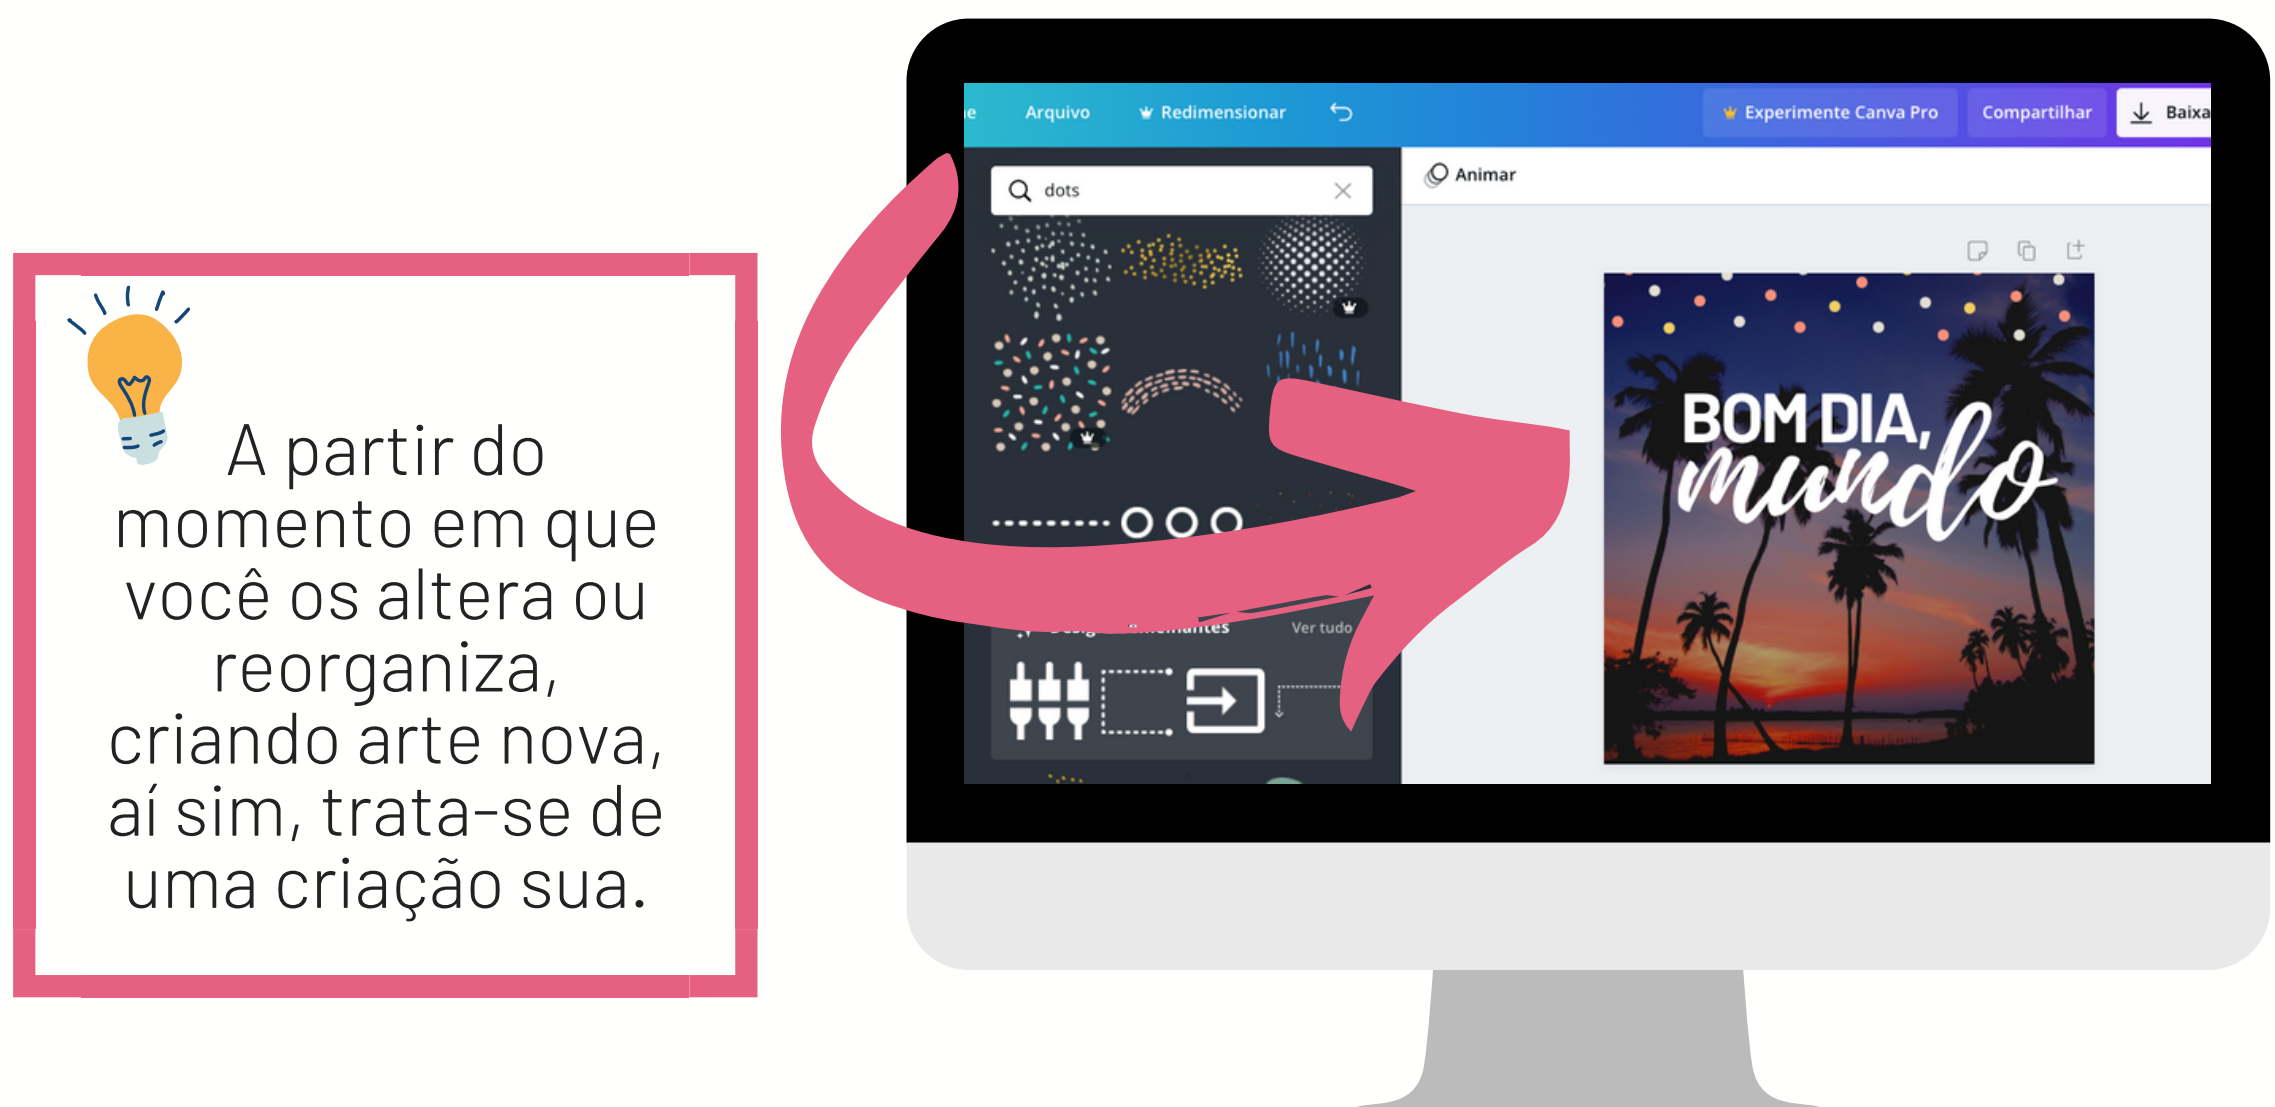 A partir do
momento em que
você os altera ou
reorganiza,
criando arte nova,
aí sim, trata-se de
uma criação sua.
Arquivo
Redimensionar
Experimente Canva Pro
Compartilhar
Baixa
dots
Animar
Ver tudo
BOM DIA,
mundo